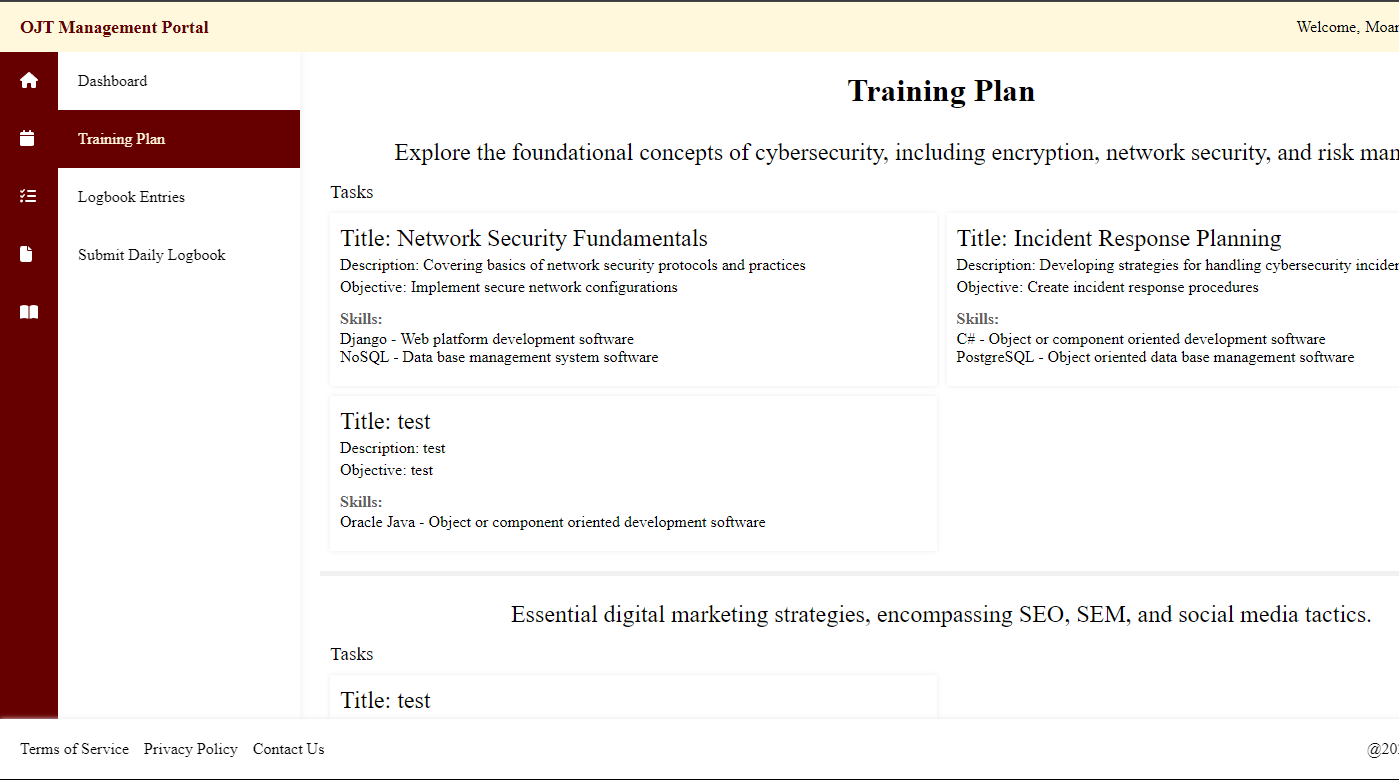 OJT Management Portal
Welcome,
Dashboard
Training Plan
Logbook Entries
Submit Daily Logbook
Training Plan
Explore the foundational concepts of cybersecurity, including encryption, network security, and risk
Tasks
Title: Network Security Fundamentals
Description: Covering basics of network security protocols and practices
Objective: Implement secure network configurations
Skills:
Django - Web platform development software
NoSQL - Data base management system software
Title: Incident Response Planning
Description: Developing strategies for handling cybersecurity
Objective: Create incident response procedures
Skills:
C# - Object or component oriented development software
PostgreSQL - Object oriented data base management software
Title: test
Description: test
Objective: test
Skills:
Oracle Java - Object or component oriented development software
Essential digital marketing strategies, encompassing SEO, SEM, and social media tactics.
Tasks
Title: test
Terms of Service
Privacy Policy
Contact Us